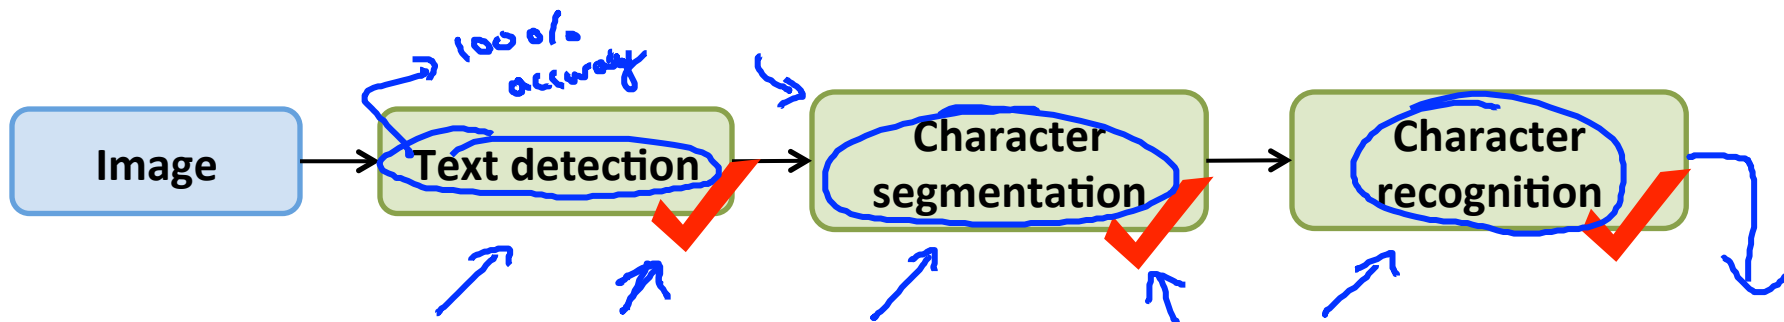 100%
accuracy
Image
Text detection
Character
segmentation
Character
recognition